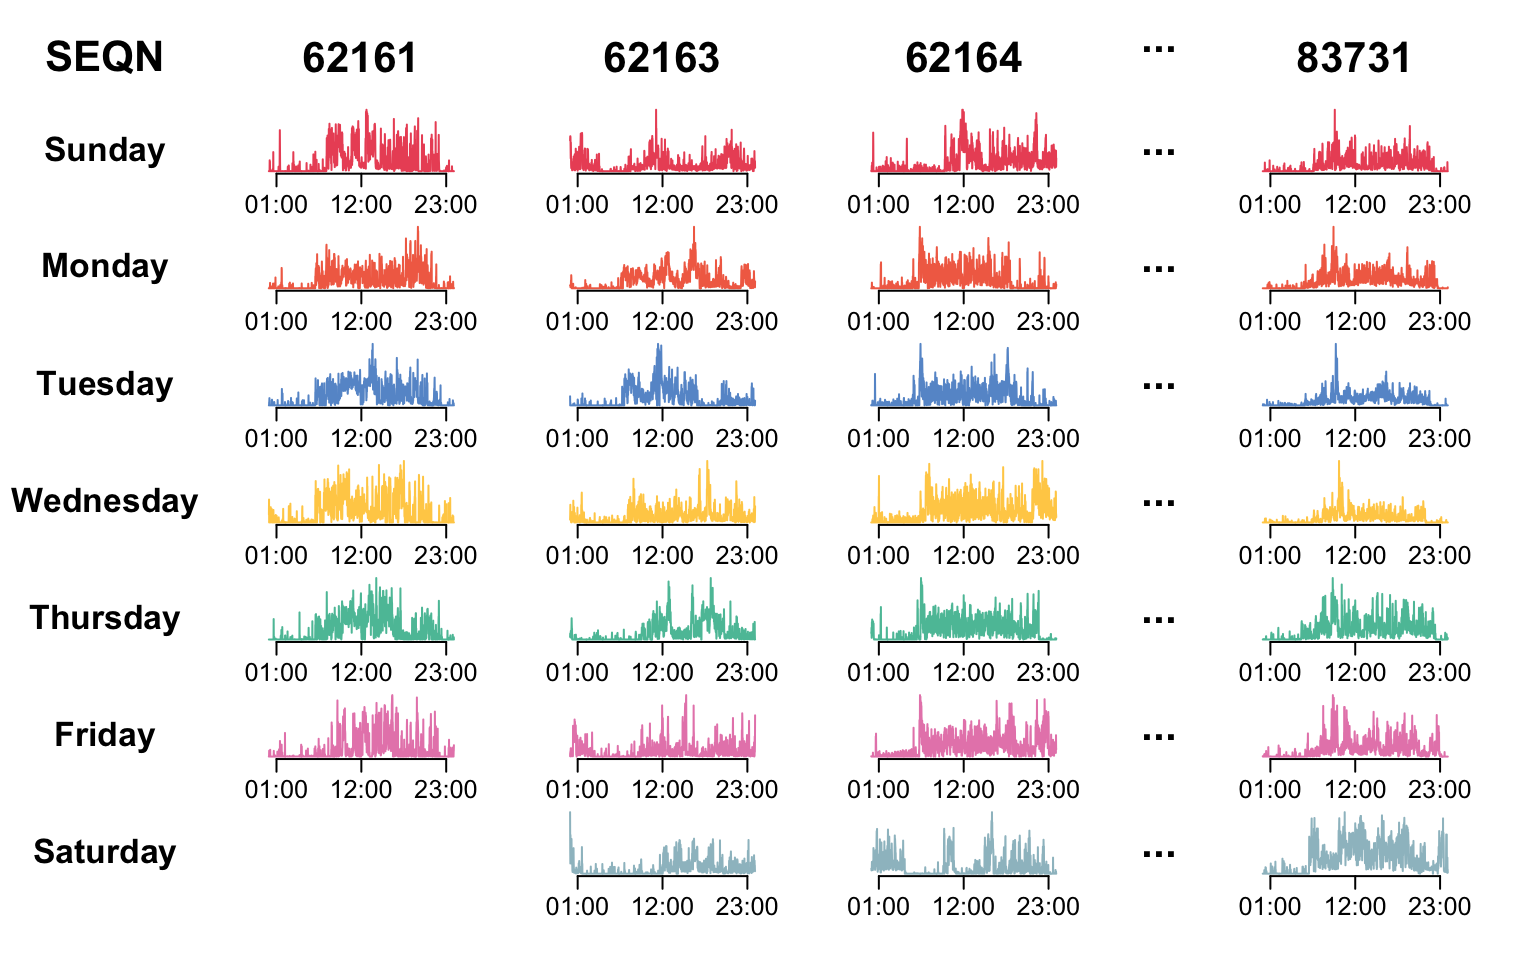 SEQN 62161 62163 62164 ... 83731
Sunday ...
01:00 12:00 23:00 01:00 12:00 23:00 01:00 12:00 23:00 01:00 12:00 23:00
Monday ...
01:00 12:00 23:00 01:00 12:00 23:00 01:00 12:00 23:00 01:00 12:00 23:00
Tuesday ...
01:00 12:00 23:00 01:00 12:00 23:00 01:00 12:00 23:00 01:00 12:00 23:00
Wednesday ...
01:00 12:00 23:00 01:00 12:00 23:00 01:00 12:00 23:00 01:00 12:00 23:00
Thursday ...
01:00 12:00 23:00 01:00 12:00 23:00 01:00 12:00 23:00 01:00 12:00 23:00
Friday ...
01:00 12:00 23:00 01:00 12:00 23:00 01:00 12:00 23:00 01:00 12:00 23:00
Saturday ...
01:00 12:00 23:00 01:00 12:00 23:00 01:00 12:00 23:00